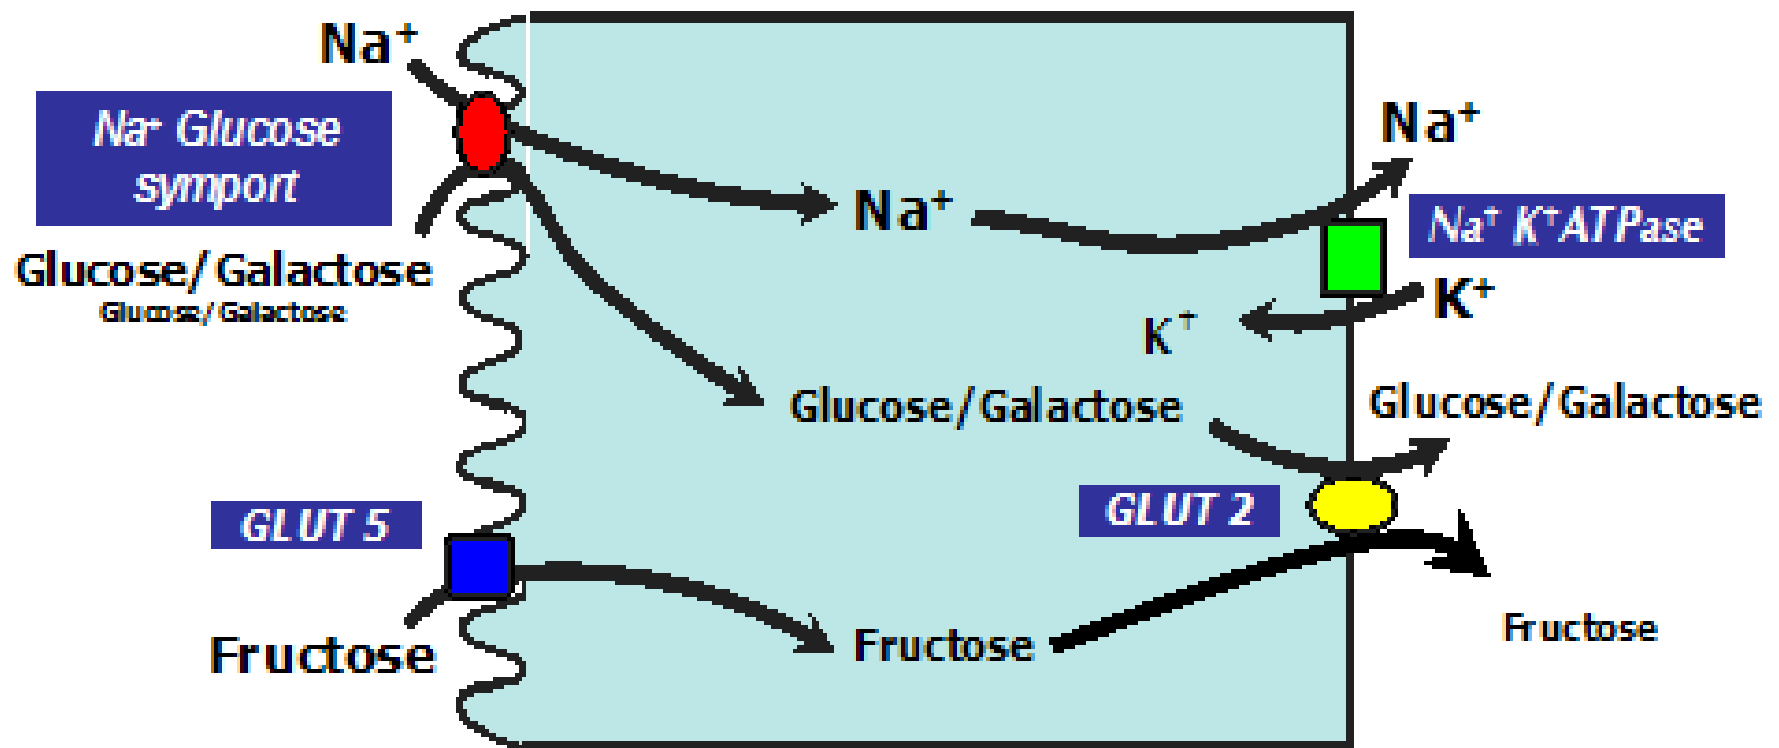 Na⁺
Na⁺ Glucose
symport
Glucose/Galactose
Glucose/Galactose
Na⁺
Na⁺
Na⁺ K⁺ATPase
K⁺
K⁺
Glucose/Galactose
Glucose/Galactose
GLUT 5
GLUT 2
Fructose
Fructose
Fructose